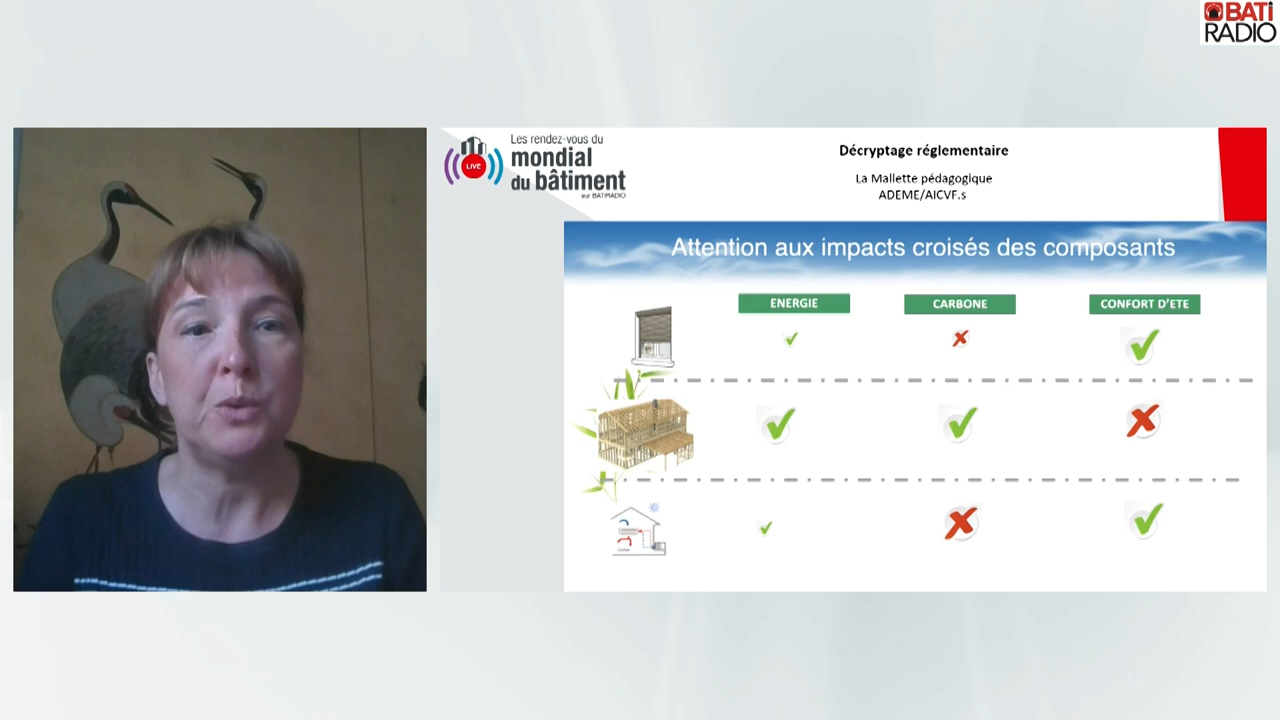 BATI
RADIO
Les rendez-vous du
mondial
du bâtiment
sur BATIRADIO
LIVE
Décryptage réglementaire
La Mallette pédagogique
ADEME/AICVF.s
Attention aux impacts croisés des composants
ENERGIE
CARBONE
CONFORT D'ETE